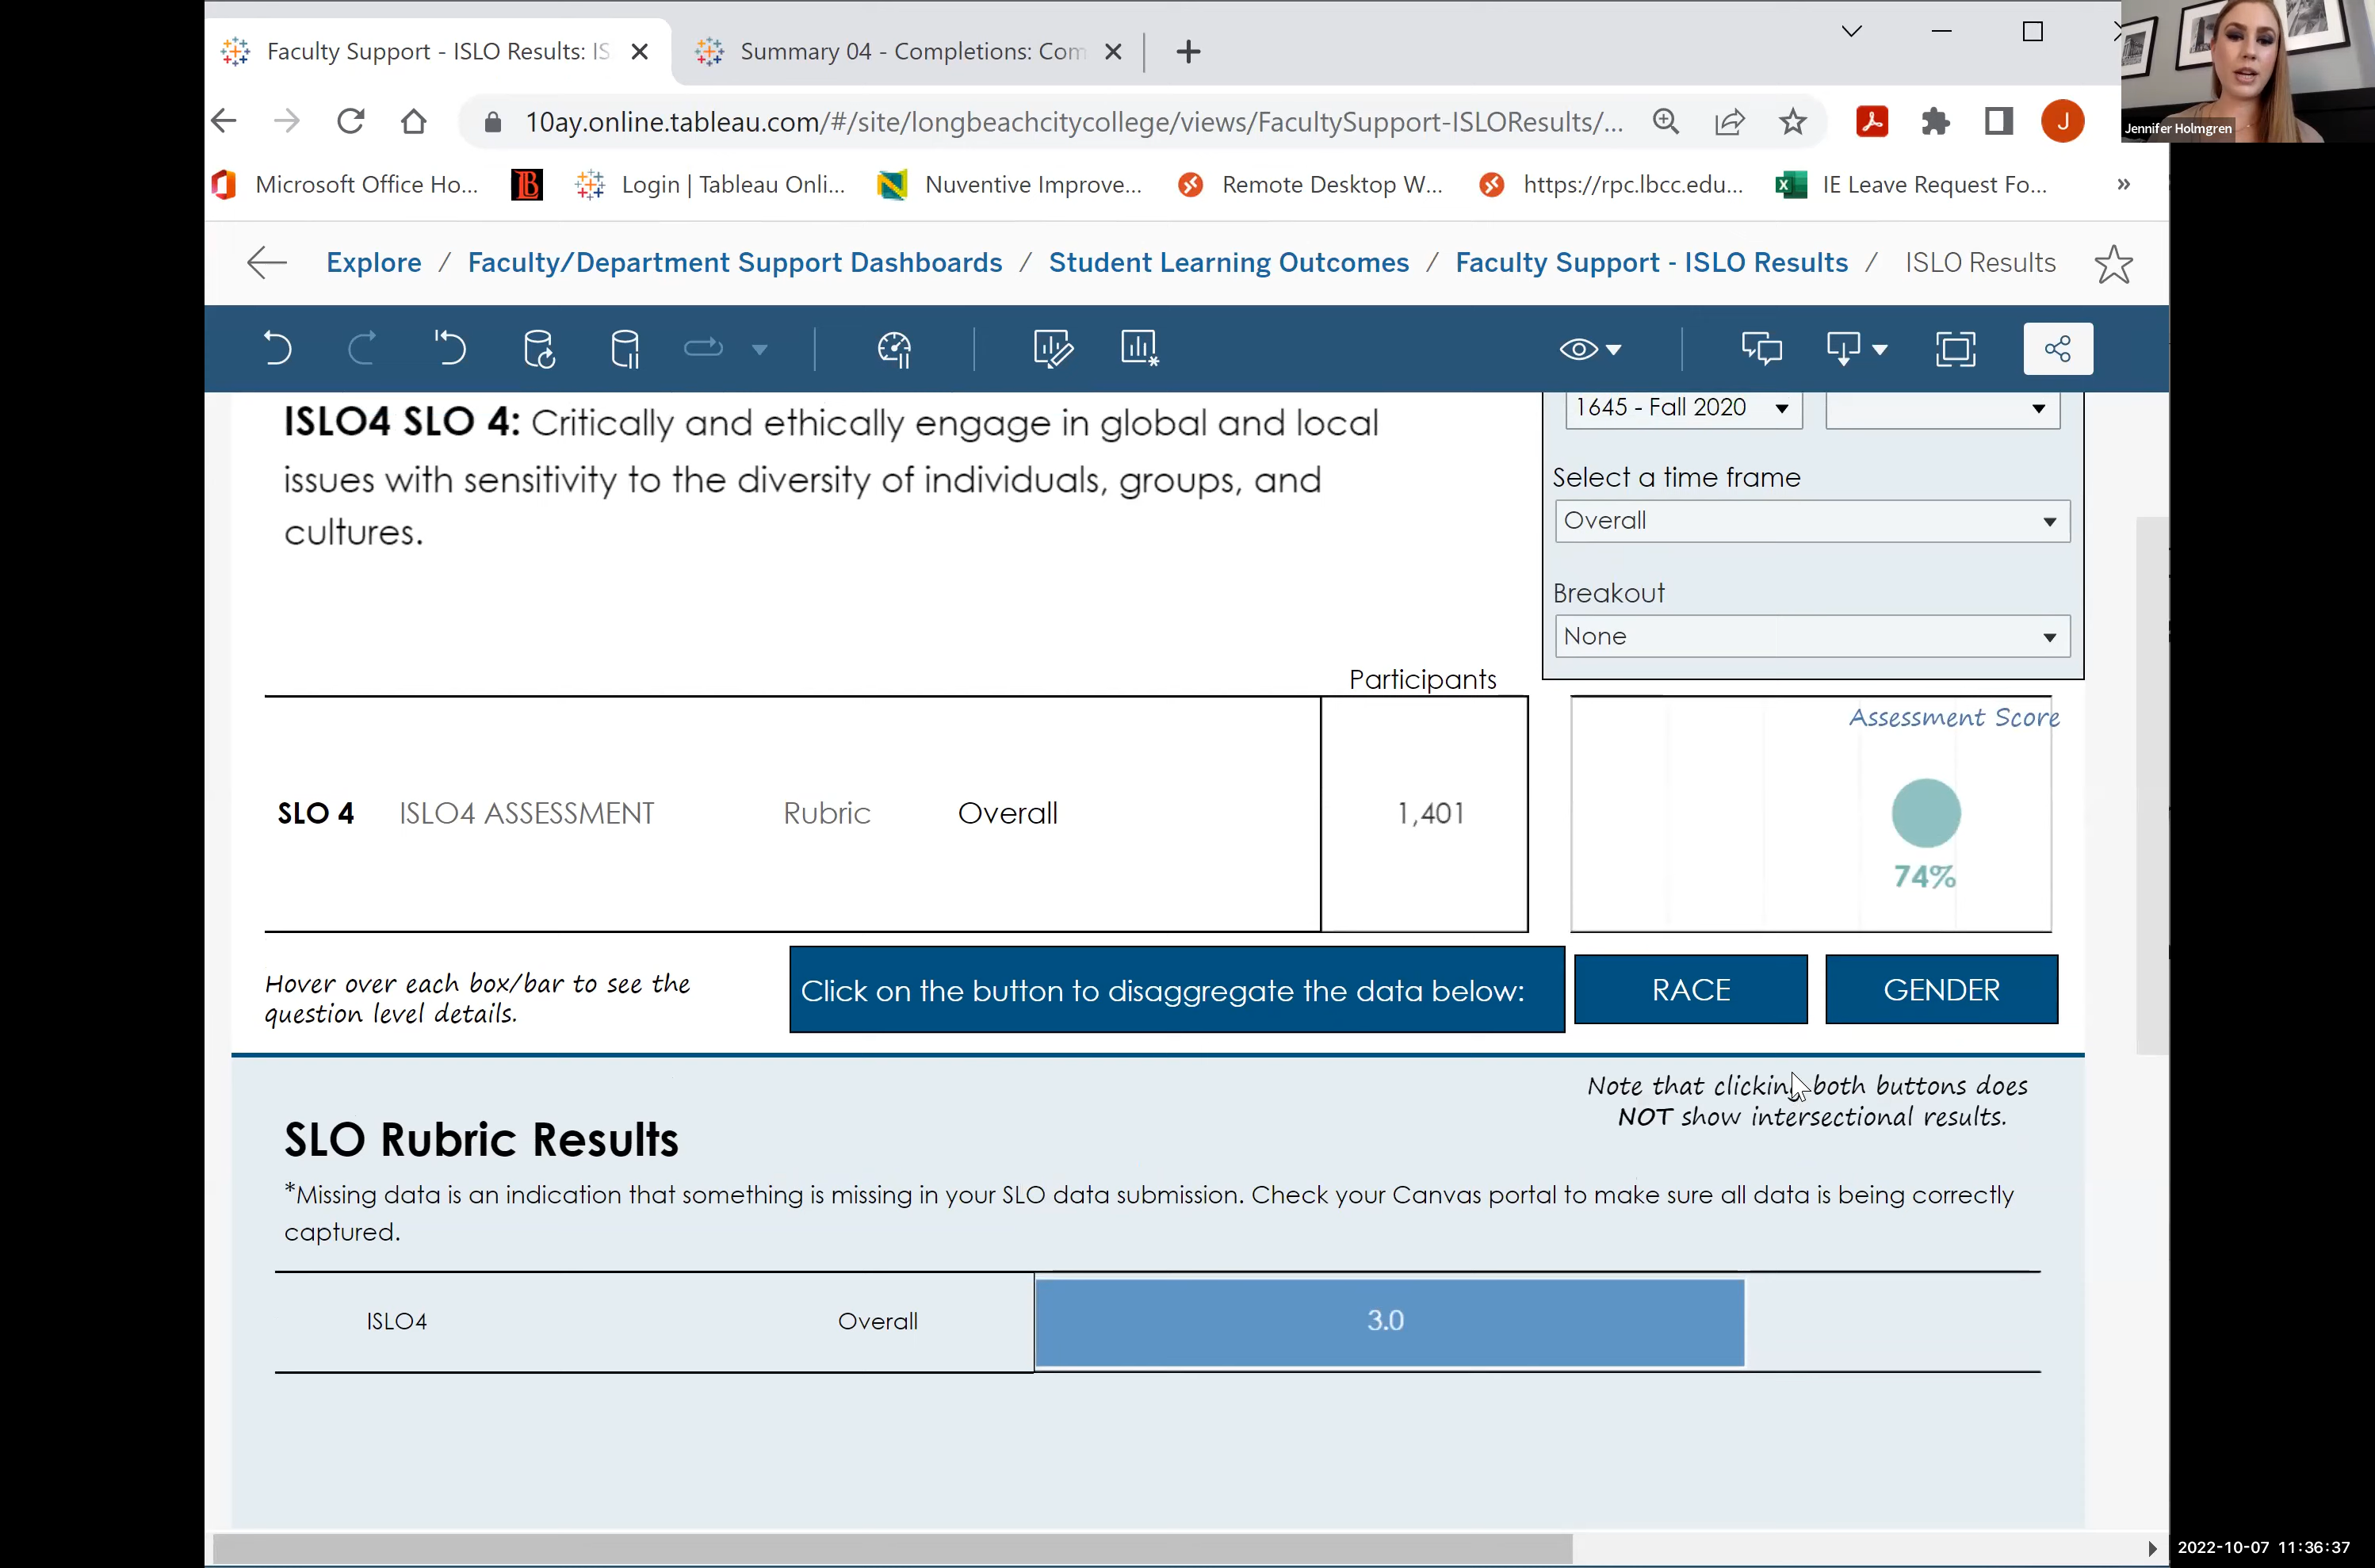 Faculty Support - ISLO Results: IS
Summary 04 - Completions: Com
10ay.online.tableau.com/#/site/longbeachcitycollege/views/FacultySupport-ISLOResults/...
J
Jennifer Holmgren
Microsoft Office Ho...
Login | Tableau Onli...
Nuventive Improve...
Remote Desktop W...
https://rpc.lbcc.edu...
IE Leave Request Fo...
»
Explore / Faculty/Department Support Dashboards / Student Learning Outcomes / Faculty Support - ISLO Results / ISLO Results
ISLO4 SLO 4: Critically and ethically engage in global and local
issues with sensitivity to the diversity of individuals, groups, and
cultures.
1645 - Fall 2020
Select a time frame
Overall
Breakout
None
Participants
Assessment Score
SLO 4 ISLO4 ASSESSMENT Rubric Overall 1,401
74%
Hover over each box/bar to see the
question level details.
Click on the button to disaggregate the data below:
RACE
GENDER
Note that clicking both buttons does
NOT show intersectional results.
SLO Rubric Results
*Missing data is an indication that something is missing in your SLO data submission. Check your Canvas portal to make sure all data is being correctly
captured.
ISLO4 Overall 3.0
2022-10-07 11:36:37